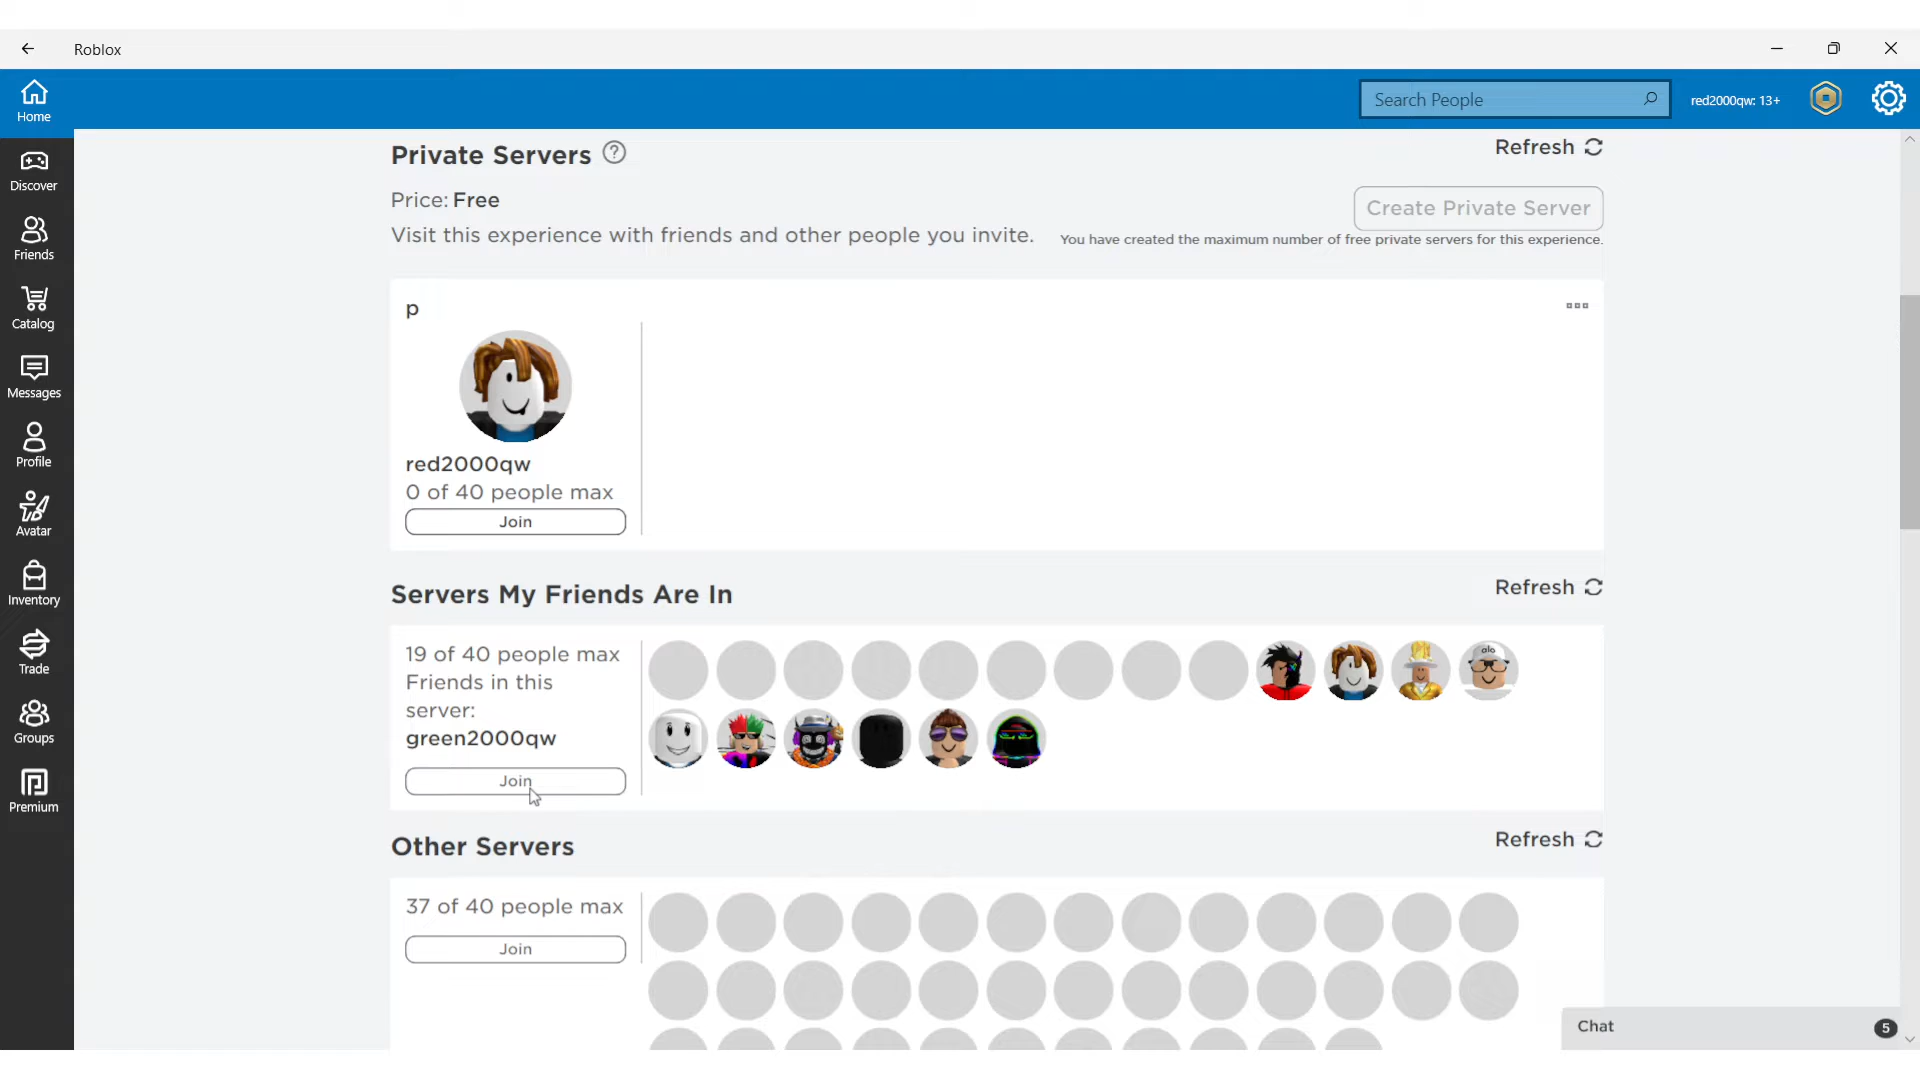 Roblox
Home
Search People
red2000qw: 13+
Discover
Friends
Catalog
Messages
Profile
Avatar
Inventory
Trade
Groups
Premium
Private Servers ?
Refresh
Price: Free
Create Private Server
Visit this experience with friends and other people you invite.
You have created the maximum number of free private servers for this experience.
p
red2000qw
0 of 40 people max
Join
Servers My Friends Are In
Refresh
19 of 40 people max
Friends in this
server:
green2000qw
Join
alo
Other Servers
Refresh
37 of 40 people max
Join
Chat
5